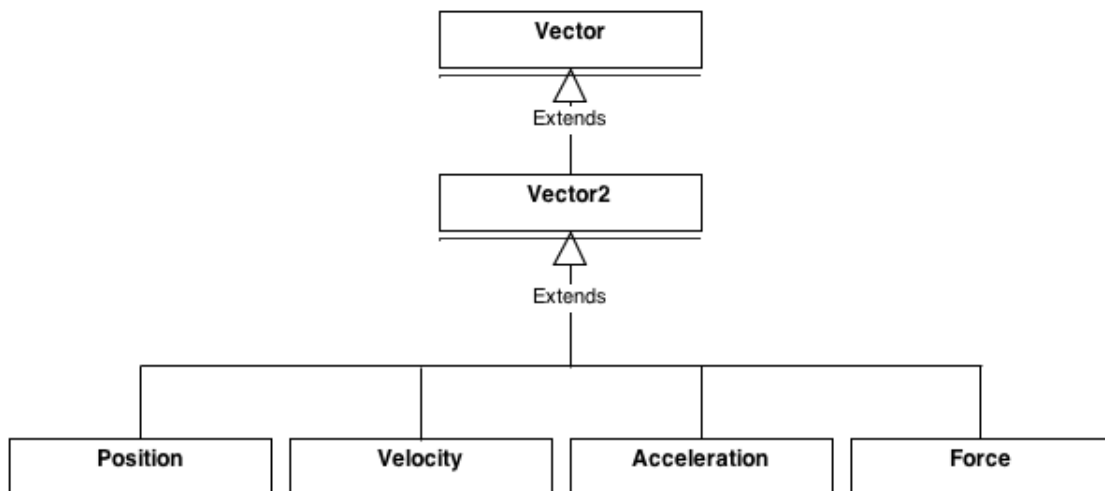 Vector
Extends
Vector2
Extends
Position
Velocity
Acceleration
Force